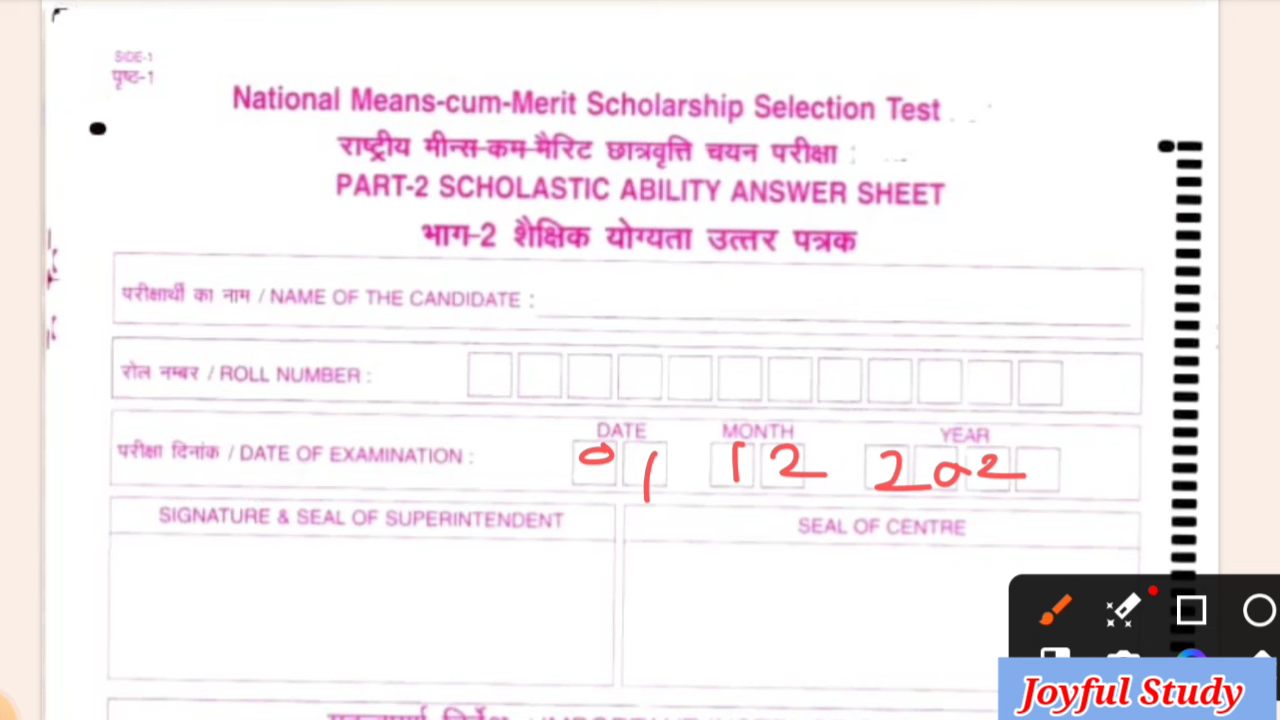 SIDE-1
पृष्ठ-1
National Means-cum-Merit Scholarship Selection Test
राष्ट्रीय मीन्स-कम-मैरिट छात्रवृत्ति चयन परीक्षा
PART-2 SCHOLASTIC ABILITY ANSWER SHEET
भाग-2 शैक्षिक योग्यता उत्तर पत्रक
परीक्षार्थी का नाम / NAME OF THE CANDIDATE :
रोल नम्बर / ROLL NUMBER :
DATE MONTH YEAR
परीक्षा दिनांक / DATE OF EXAMINATION : 01 12 202
SIGNATURE & SEAL OF SUPERINTENDENT SEAL OF CENTRE
Joyful Study